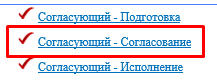 Согласующий - Подготовка
Согласующий - Согласование
Согласующий - Исполнение